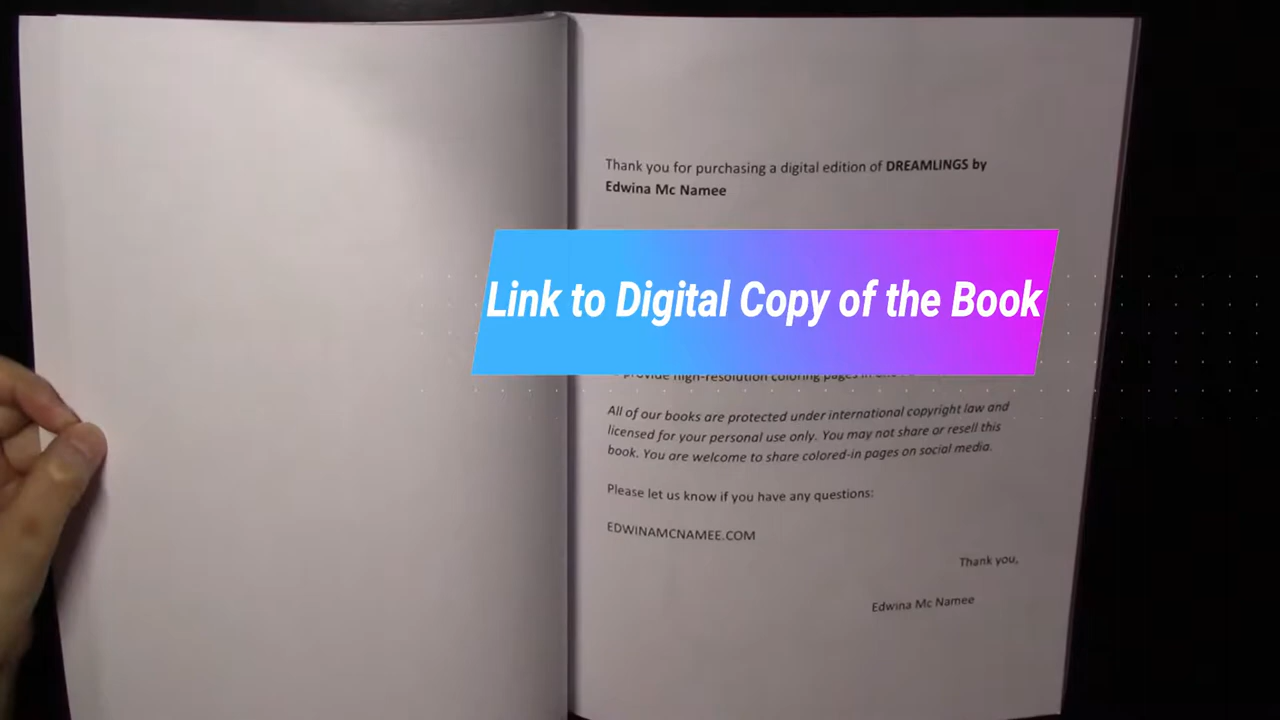 Thank you for purchasing a digital edition of DREAMLINGS by
Edwina Mc Namee
Link to Digital Copy of the Book
provide high-resolution coloring pages in
All of our books are protected under international copyright law and
licensed for your personal use only. You may not share or resell this
book. You are welcome to share colored-in pages on social media.
Please let us know if you have any questions:
EDWINAMCNAMEE.COM
Thank you,
Edwina Mc Namee